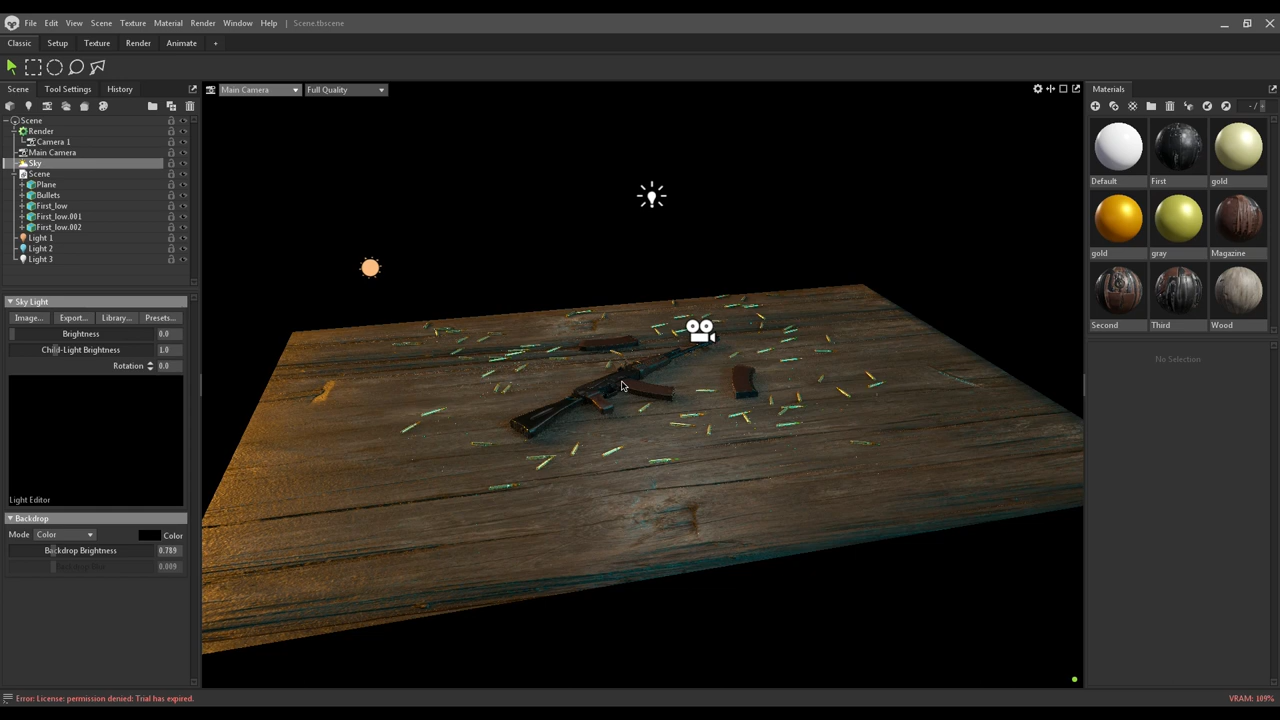 File Edit View Scene Texture Material Render Window Help | Scene.tbscene
Classic Setup Texture Render Animate +
Scene Tool Settings History
Main Camera Full Quality
Materials
- /
Scene
Render
Camera 1
Main Camera
Sky
Scene
Plane
Bullets
First_low
First_low.001
First_low.002
Light 1
Light 2
Light 3
Default First gold
gold gray Magazine
Second Third Wood
Sky Light
Image... Export... Library... Presets...
Brightness 0.0
Child-Light Brightness 1.0
Rotation 0.0
Light Editor
Backdrop
Mode Color Color
Backdrop Brightness 0.789
Backdrop Blur 0.009
No Selection
Error: License: permission denied: Trial has expired.
VRAM: 109%